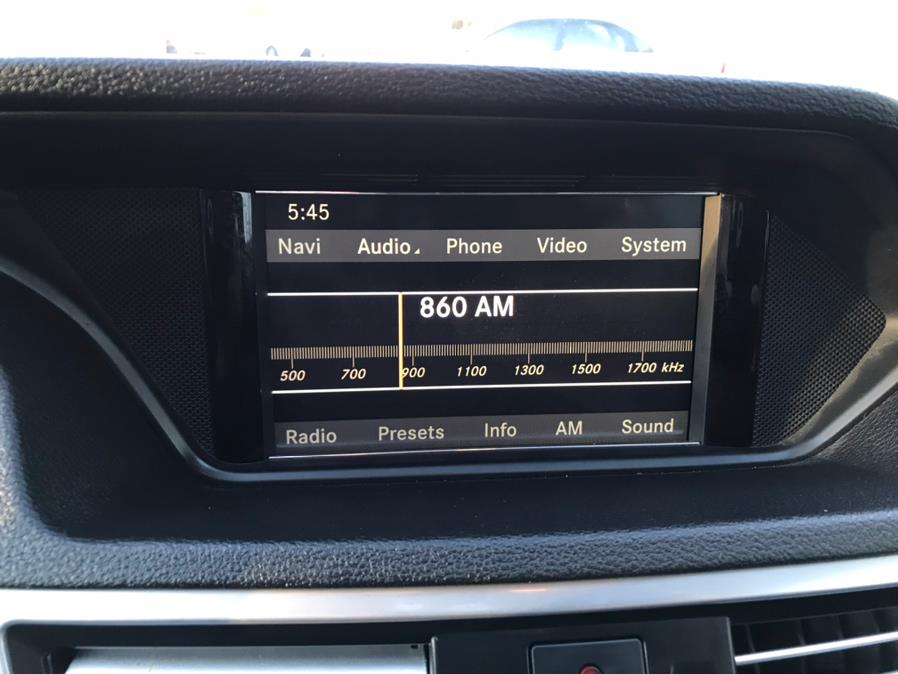 5:45
Navi Audio Phone Video System
860 AM
500 700 900 1100 1300 1500 1700 kHz
Radio Presets Info AM Sound